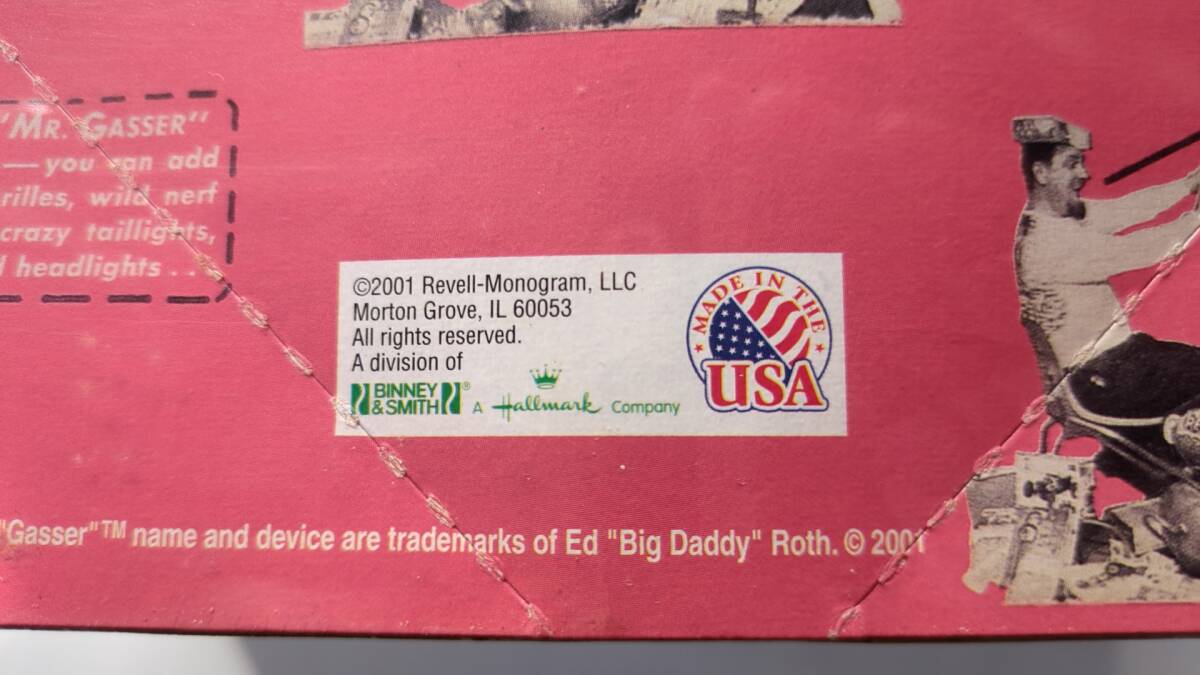 "MR. GASSER"
— you can add
rilles, wild nerf
crazy taillights,
headlights . . .
©2001 Revell-Monogram, LLC
Morton Grove, IL 60053
All rights reserved.
A division of
BINNEY
& SMITH® A Hallmark Company
MADE IN THE
USA
"Gasser"™ name and device are trademarks of Ed "Big Daddy" Roth. © 2001